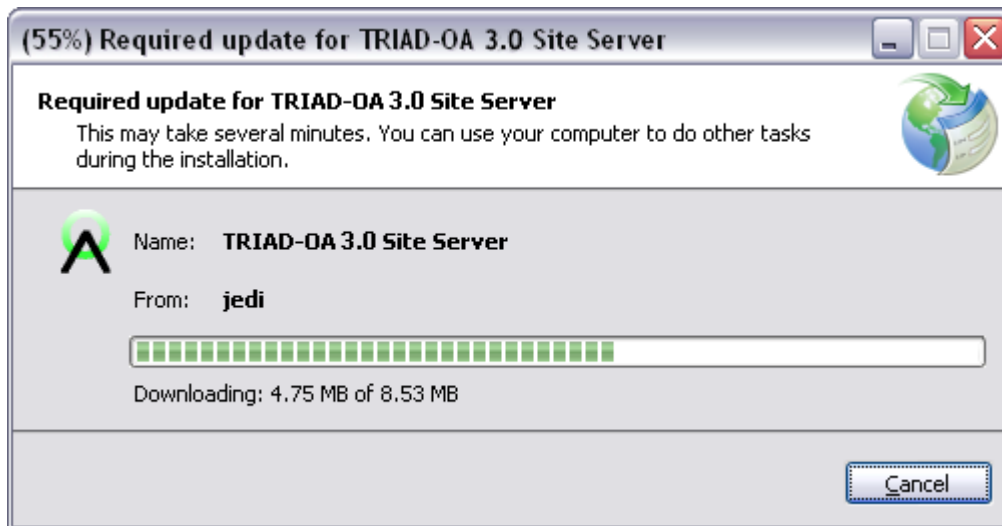 (55%) Required update for TRIAD-OA 3.0 Site Server
Required update for TRIAD-OA 3.0 Site Server
This may take several minutes. You can use your computer to do other tasks
during the installation.
Name: TRIAD-OA 3.0 Site Server
From: jedi
Downloading: 4.75 MB of 8.53 MB
Cancel